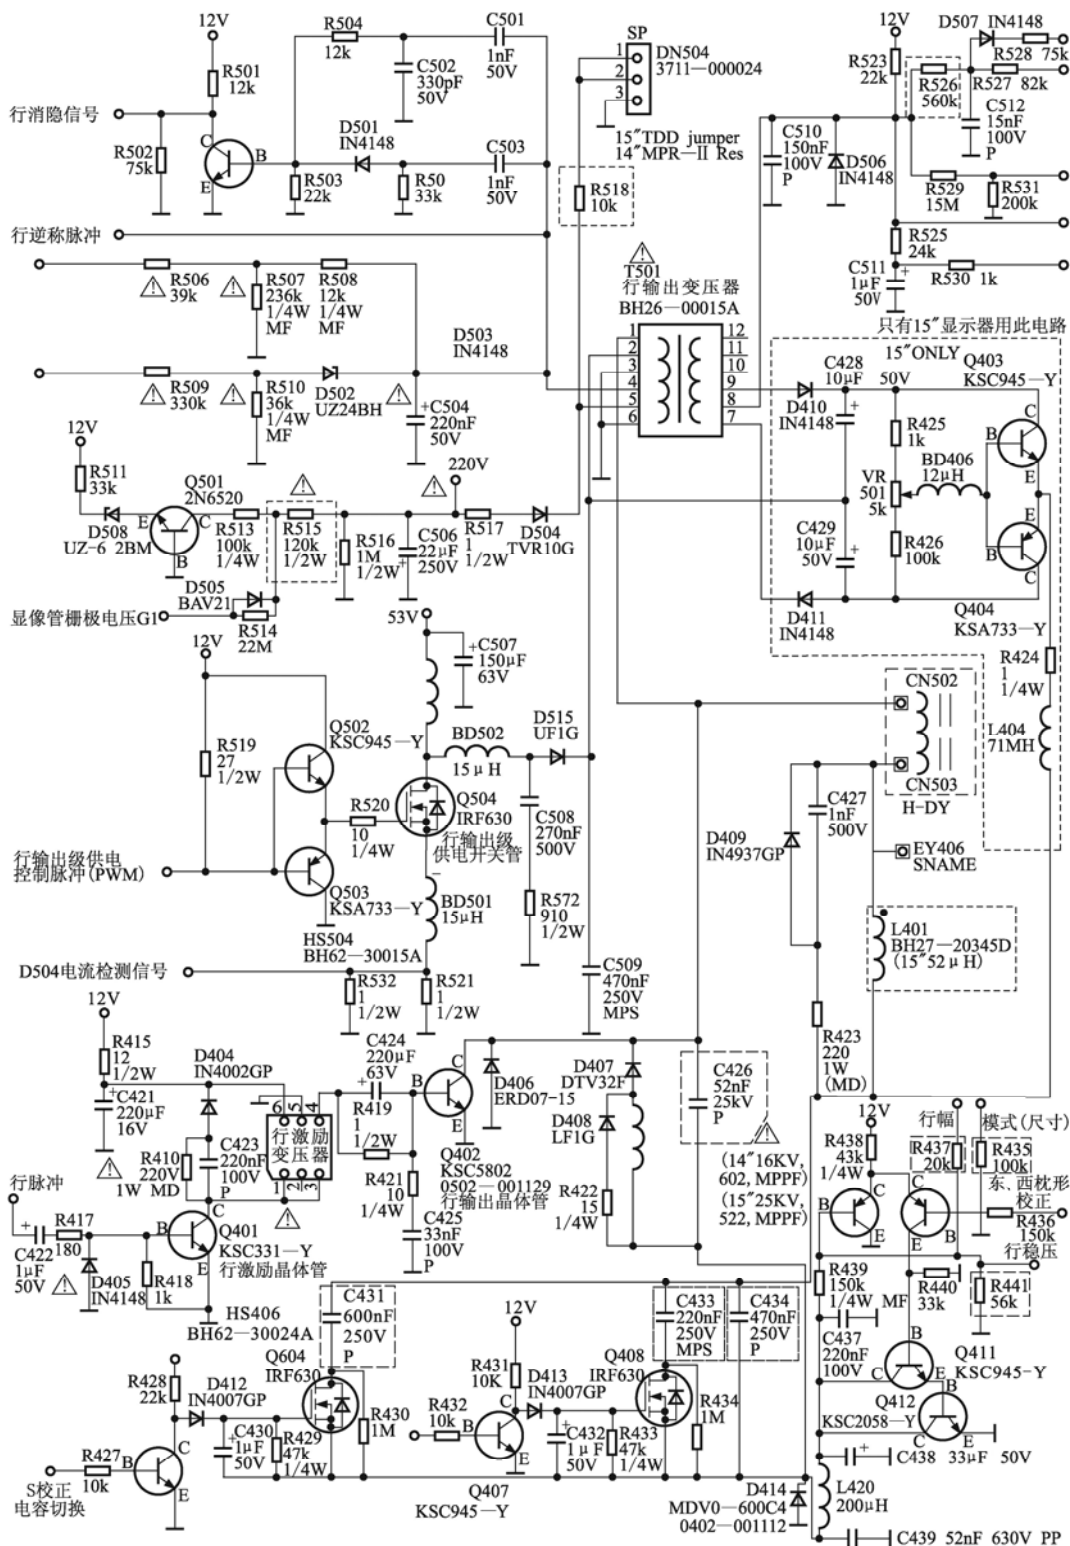 12V
R504
12k
C501
1nF
50V
SP
1
2
3
DN504
3711—000024
12V
D507
IN4148
R528
75k
R523
22k
R526
560k
R527
82k
R501
12k
C502
330pF
50V
行消隐信号
D501
IN4148
C503
1nF
50V
15″TDD jumper
14″MPR—II Res
C510
150nF
100V
P
D506
IN4148
C512
15nF
100V
P
R502
75k
C
B
E
R503
22k
R50
33k
R518
10k
R529
15M
R531
200k
行逆称脉冲
R525
24k
R506
39k
R507
236k
1/4W
MF
R508
12k
1/4W
MF
T501
行输出变压器
BH26—00015A
C511
1μF
50V
R530 1k
只有15″显示器用此电路
D503
IN4148
1
2
3
4
5
6
12
11
10
9
8
7
15″ONLY
C428
10μF
50V
Q403
KSC945—Y
R509
330k
R510
36k
1/4W
MF
D502
UZ24BH
C504
220nF
50V
D410
IN4148
R425
1k
B
C
E
12V
R511
33k
Q501
2N6520
220V
VR
501
5k
BD406
12μH
E
C
B
D508
UZ-6 2BM
R513
100k
1/4W
R515
120k
1/2W
R516
1M
1/2W
C506
22μF
250V
R517
1
1/2W
D504
TVR10G
C429
10μF
50V
R426
100k
E
B
C
D505
BAV21
显像管栅极电压G1
R514
22M
D411
IN4148
Q404
KSA733—Y
12V
53V
C507
150μF
63V
R424
1
1/4W
CN502
Q502
KSC945—Y
BD502
15μH
D515
UF1G
L404
71MH
R519
27
1/2W
CN503
H-DY
R520
10
1/4W
Q504
IRF630
行输出级
供电开关管
C508
270nF
500V
C427
1nF
500V
D409
IN4937GP
EY406
SNAME
行输出级供电
控制脉冲(PWM)
Q503
KSA733—Y
BD501
15μH
R572
910
1/2W
L401
BH27—20345D
(15″52μH)
HS504
BH62—30015A
D504电流检测信号
R532
1
1/2W
R521
1
1/2W
C509
470nF
250V
MPS
12V
R415
12
1/2W
D404
IN4002GP
C424
220μF
63V
R423
220
1W
(MD)
C421
220μF
16V
6
5
4
行激励
变压器
1
2
3
R419
1
1/2W
B
C
E
D406
ERD07-15
D407
DTV32F
C426
52nF
25kV
P
D408
LF1G
12V
行幅
模式(尺寸)
R410
220V
1W MD
C423
220nF
100V
P
Q402
KSC5802
0502—001129
行输出晶体管
(14″16KV,
602, MPPF)
(15″25KV,
522, MPPF)
R438
43k
1/4W
R437
20k
R435
100k
东、西枕形
校正
行脉冲
R421
10
1/4W
R422
15
1/4W
B
C
E
C
B
E
R436
150k
行稳压
R417
180
C422
1μF
50V
C
B
E
Q401
KSC331—Y
行激励晶体管
C425
33nF
100V
P
D405
IN4148
R418
1k
R439
150k
1/4W MF
R440
33k
R441
56k
HS406
BH62—30024A
C431
600nF
250V
P
12V
C433
220nF
250V
MPS
C434
470nF
250V
P
C437
220nF
100V
B
C
E
Q411
KSC945-Y
R428
22k
D412
IN4007GP
Q604
IRF630
R431
10K
D413
IN4007GP
Q408
IRF630
Q412
KSC2058—Y
B
C
E
R427
10k
B
C
E
C430
1μF
50V
R429
47k
1/4W
R430
1M
R432
10k
B
C
E
C432
1μF
50V
R433
47k
1/4W
R434
1M
C438
33μF
50V
S校正
电容切换
Q407
KSC945—Y
D414
MDV0—600C4
0402—001112
L420
200μH
C439 52nF 630V PP